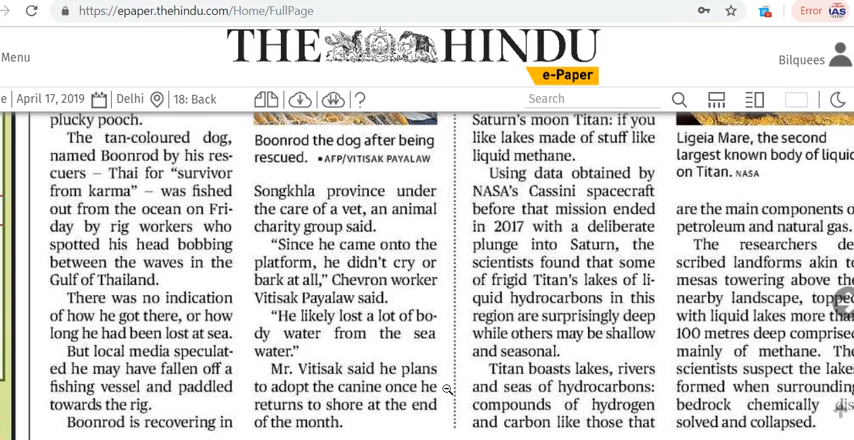 https://epaper.thehindu.com/Home/FullPage
Error
IAS
THE HINDU
e-Paper
Menu
Bilquees
e | April 17, 2019 | Delhi | 18: Back
?
Search
plucky pooch.
The tan-coloured dog,
named Boonrod by his res-
cuers – Thai for “survivor
from karma” – was fished
out from the ocean on Fri-
day by rig workers who
spotted his head bobbing
between the waves in the
Gulf of Thailand.
There was no indication
of how he got there, or how
long he had been lost at sea.
But local media speculat-
ed he may have fallen off a
fishing vessel and paddled
towards the rig.
Boonrod is recovering in
Boonrod the dog after being
rescued. ▪AFP/VITISAK PAYALAW
Songkhla province under
the care of a vet, an animal
charity group said.
“Since he came onto the
platform, he didn’t cry or
bark at all,” Chevron worker
Vitisak Payalaw said.
“He likely lost a lot of bo-
dy water from the sea
water.”
Mr. Vitisak said he plans
to adopt the canine once he
returns to shore at the end
of the month.
Saturn’s moon Titan: if you
like lakes made of stuff like
liquid methane.
Using data obtained by
NASA’s Cassini spacecraft
before that mission ended
in 2017 with a deliberate
plunge into Saturn, the
scientists found that some
of frigid Titan’s lakes of li-
quid hydrocarbons in this
region are surprisingly deep
while others may be shallow
and seasonal.
Titan boasts lakes, rivers
and seas of hydrocarbons:
compounds of hydrogen
and carbon like those that
Ligeia Mare, the second
largest known body of liquid
on Titan. NASA
are the main components o
petroleum and natural gas.
The researchers de
scribed landforms akin to
mesas towering above the
nearby landscape, topped
with liquid lakes more than
100 metres deep comprised
mainly of methane. The
scientists suspect the lakes
formed when surrounding
bedrock chemically dis
solved and collapsed.